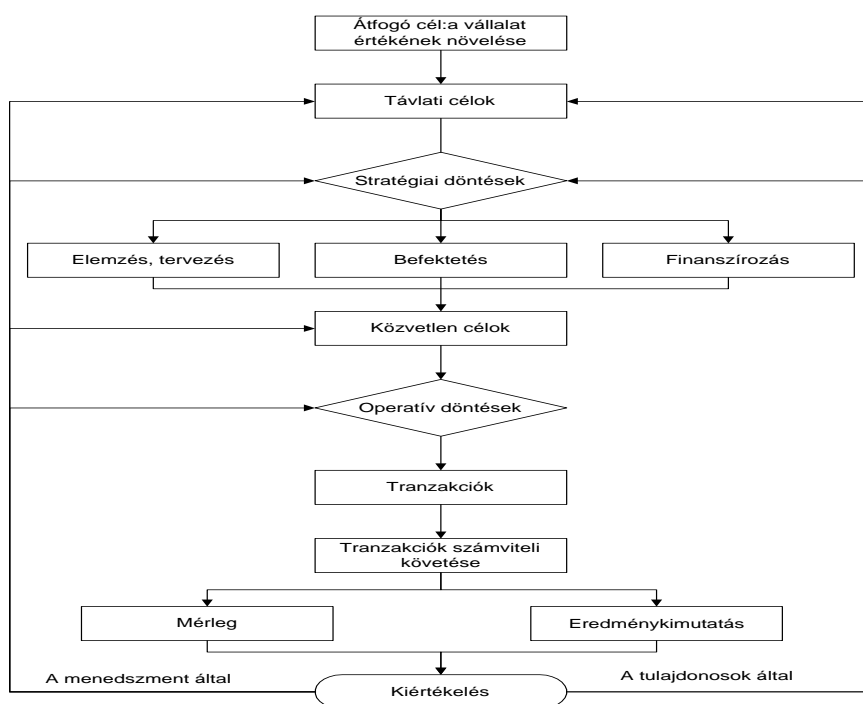 Átfogó cél:a vállalat
értékének növelése
Távlati célok
Stratégiai döntések
Elemzés, tervezés
Befektetés
Finanszírozás
Közvetlen célok
Operatív döntések
Tranzakciók
Tranzakciók számviteli
követése
Mérleg
Eredménykimutatás
A menedszment által
Kiértékelés
A tulajdonosok által